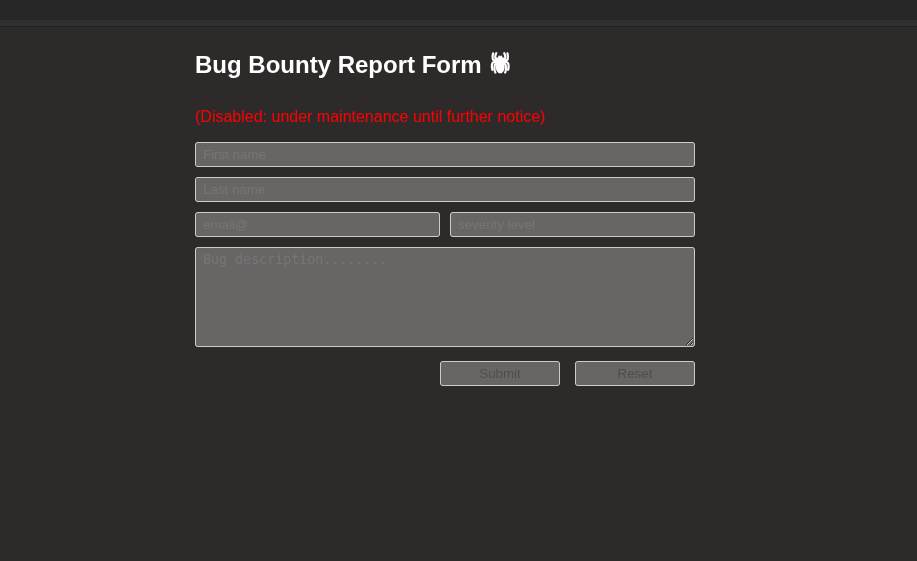 Bug Bounty Report Form 🕷
(Disabled: under maintenance until further notice)
First name
Last name
email@ severity level
Bug description........
Submit Reset